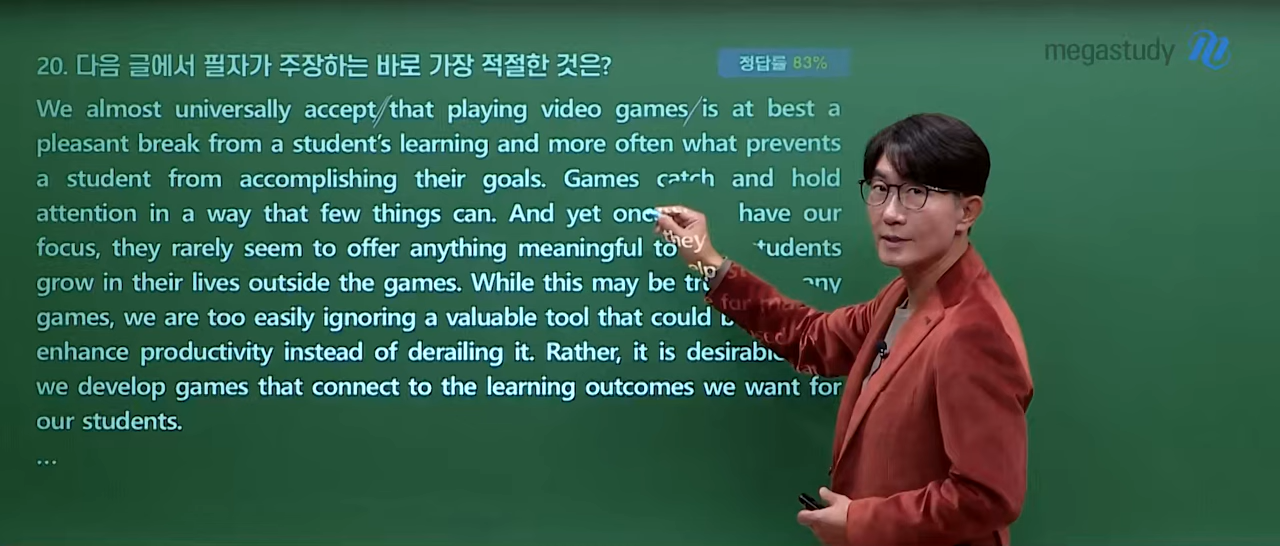 megastudy
20. 다음 글에서 필자가 주장하는 바로 가장 적절한 것은?
정답률 83%
We almost universally accept/that playing video games/is at best a
pleasant break from a student's learning and more often what prevents
a student from accomplishing their goals. Games catch and hold
attention in a way that few things can. And yet once they have our
focus, they rarely seem to offer anything meaningful to help students
grow in their lives outside the games. While this may be true for many
games, we are too easily ignoring a valuable tool that could
enhance productivity instead of derailing it. Rather, it is desirable
we develop games that connect to the learning outcomes we want for
our students.
...